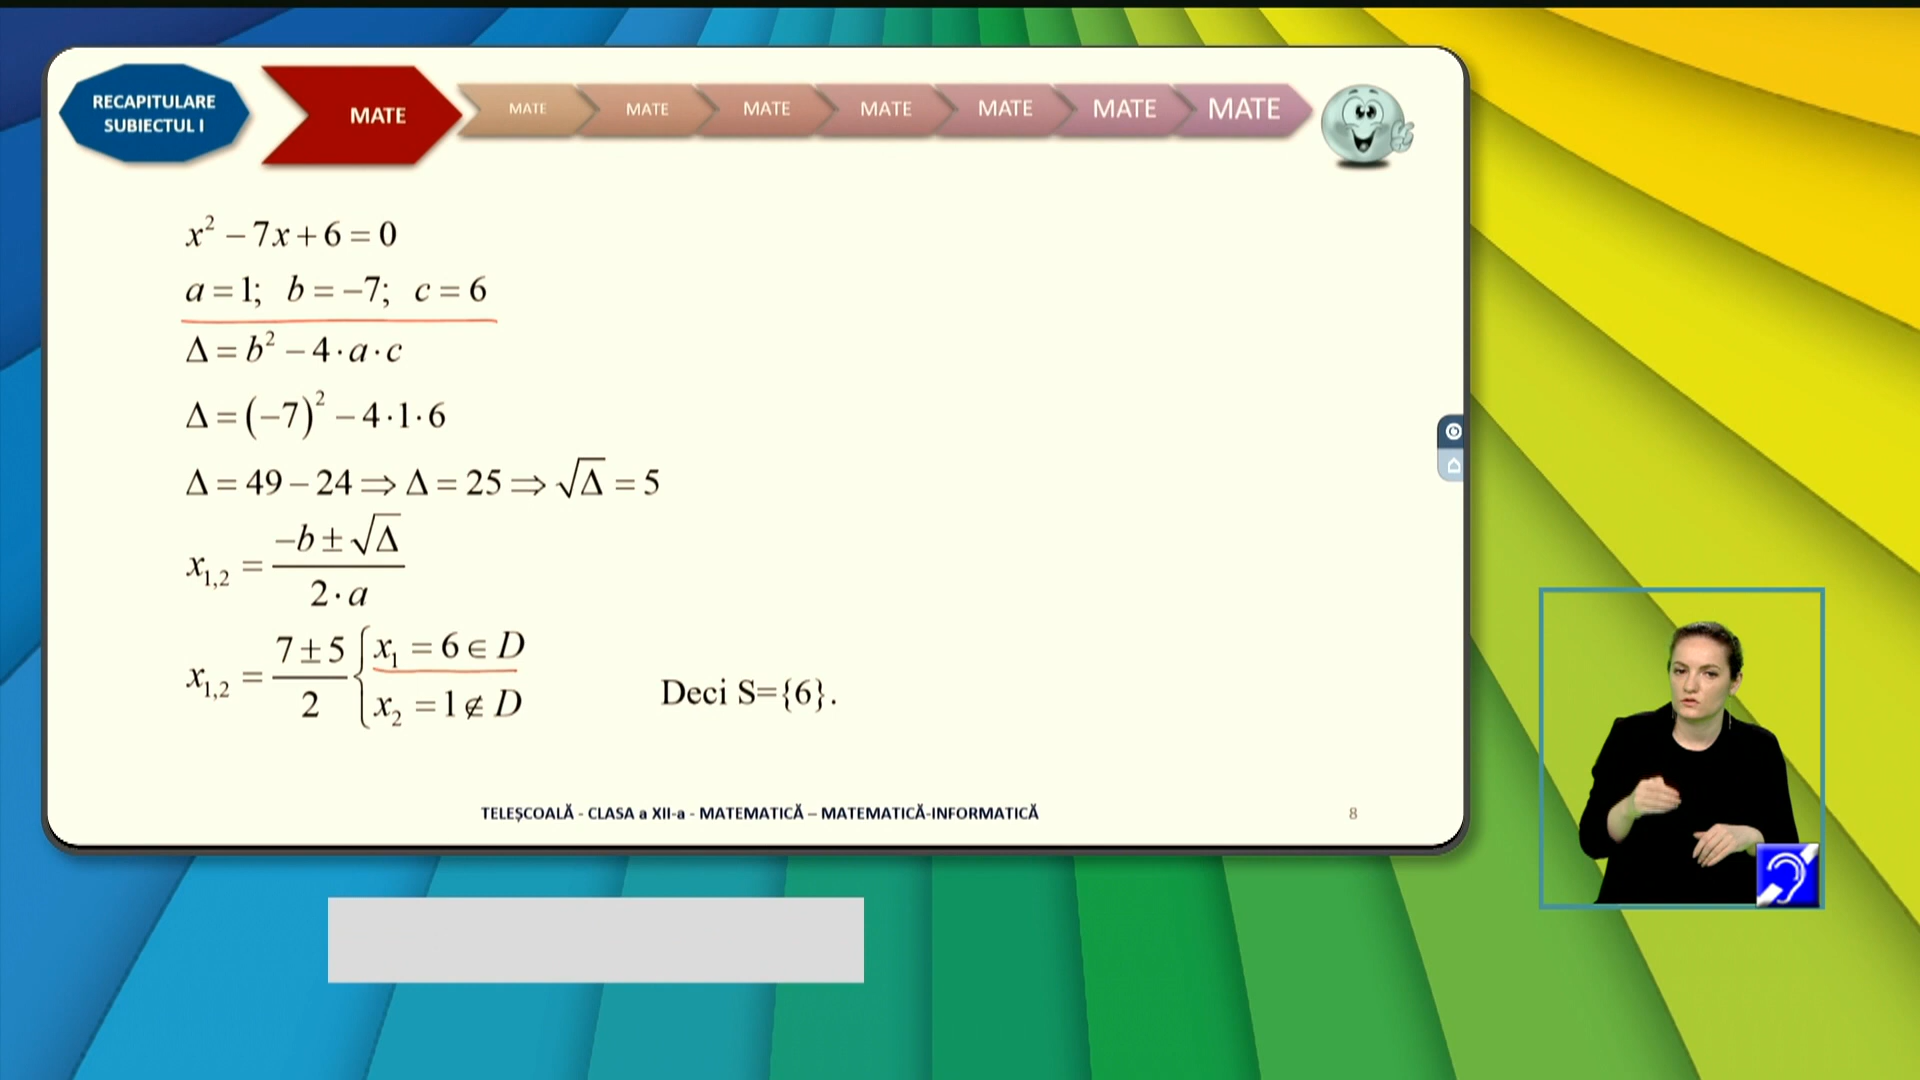 RECAPITULARE
SUBIECTUL I
MATE
MATE
MATE
MATE
MATE
MATE
MATE
MATE
x² − 7x + 6 = 0
a = 1; b = −7; c = 6
Δ = b² − 4 · a · c
Δ = (−7)² − 4 · 1 · 6
Δ = 49 − 24 ⇒ Δ = 25 ⇒ √Δ = 5
x₁,₂ = (−b ± √Δ) / (2 · a)
x₁,₂ = (7 ± 5) / 2 { x₁ = 6 ∈ D
x₂ = 1 ∉ D
Deci S={6}.
TELEȘCOALĂ - CLASA a XII-a - MATEMATICĂ – MATEMATICĂ-INFORMATICĂ
8